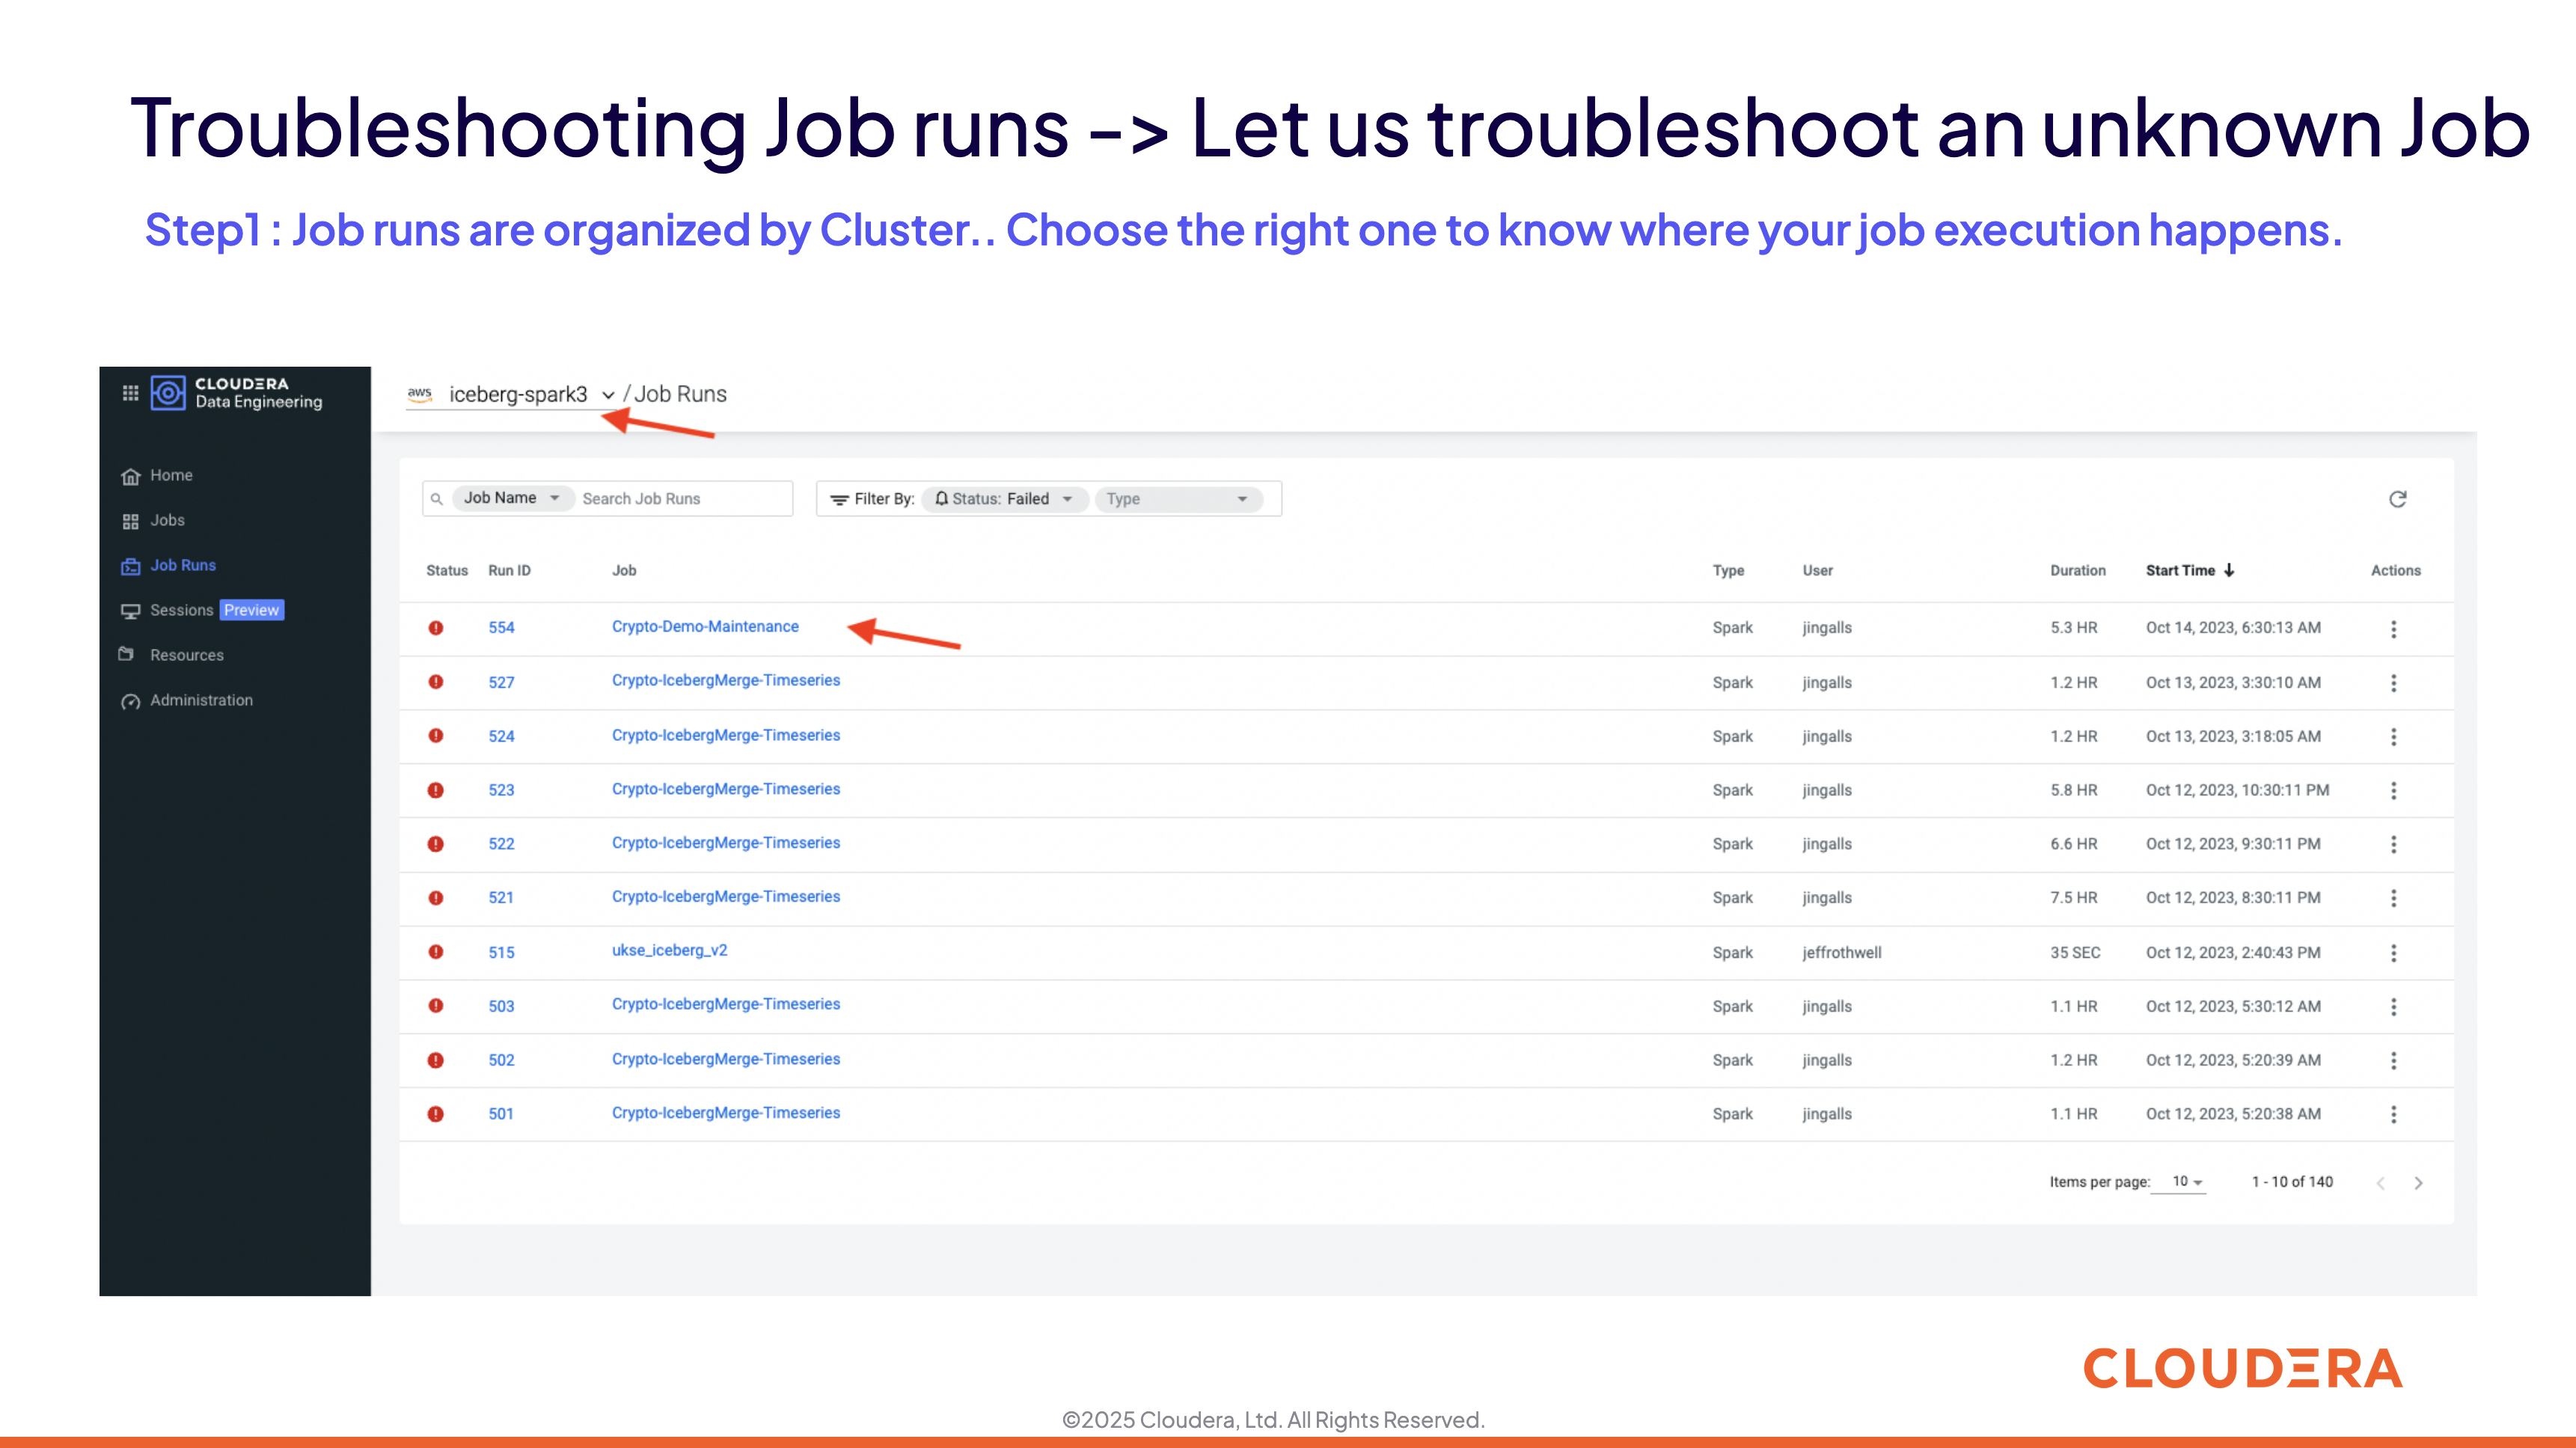 Troubleshooting Job runs –> Let us troubleshoot an unknown Job
Step1 : Job runs are organized by Cluster.. Choose the right one to know where your job execution happens.
CLOUDERA
Data Engineering
aws iceberg-spark3 / Job Runs
Home
Jobs
Job Runs
Sessions Preview
Resources
Administration
Job Name Search Job Runs Filter By: Status: Failed Type
Status Run ID Job Type User Duration Start Time Actions
554 Crypto-Demo-Maintenance Spark jingalls 5.3 HR Oct 14, 2023, 6:30:13 AM
527 Crypto-IcebergMerge-Timeseries Spark jingalls 1.2 HR Oct 13, 2023, 3:30:10 AM
524 Crypto-IcebergMerge-Timeseries Spark jingalls 1.2 HR Oct 13, 2023, 3:18:05 AM
523 Crypto-IcebergMerge-Timeseries Spark jingalls 5.8 HR Oct 12, 2023, 10:30:11 PM
522 Crypto-IcebergMerge-Timeseries Spark jingalls 6.6 HR Oct 12, 2023, 9:30:11 PM
521 Crypto-IcebergMerge-Timeseries Spark jingalls 7.5 HR Oct 12, 2023, 8:30:11 PM
515 ukse_iceberg_v2 Spark jeffrothwell 35 SEC Oct 12, 2023, 2:40:43 PM
503 Crypto-IcebergMerge-Timeseries Spark jingalls 1.1 HR Oct 12, 2023, 5:30:12 AM
502 Crypto-IcebergMerge-Timeseries Spark jingalls 1.2 HR Oct 12, 2023, 5:20:39 AM
501 Crypto-IcebergMerge-Timeseries Spark jingalls 1.1 HR Oct 12, 2023, 5:20:38 AM
Items per page: 10 1 - 10 of 140
CLOUDERA
©2025 Cloudera, Ltd. All Rights Reserved.